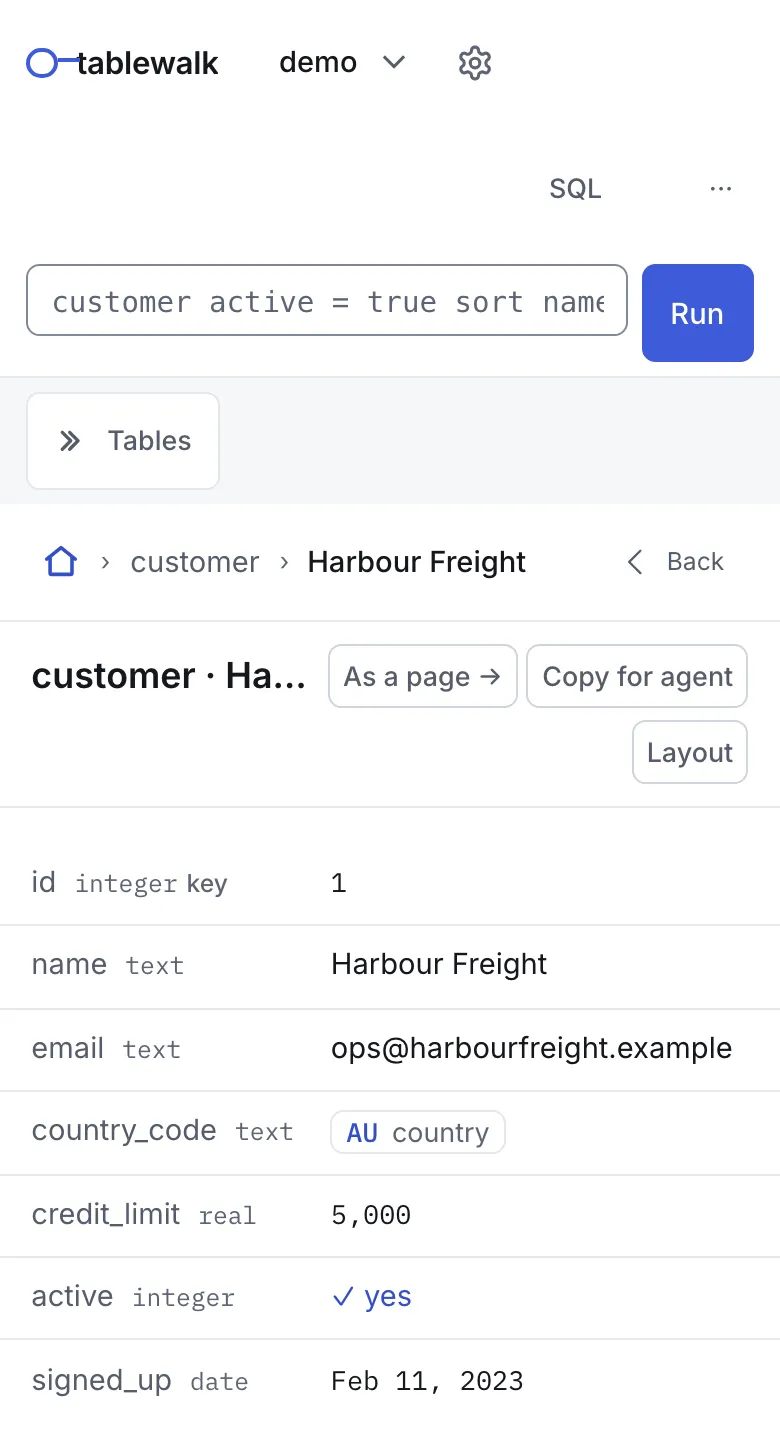 tablewalk demo
SQL ...
customer active = true sort name
Run
Tables
› customer › Harbour Freight
Back
customer · Ha...
As a page →
Copy for agent
Layout
id integer key 1
name text Harbour Freight
email text ops@harbourfreight.example
country_code text AU country
credit_limit real 5,000
active integer ✓ yes
signed_up date Feb 11, 2023